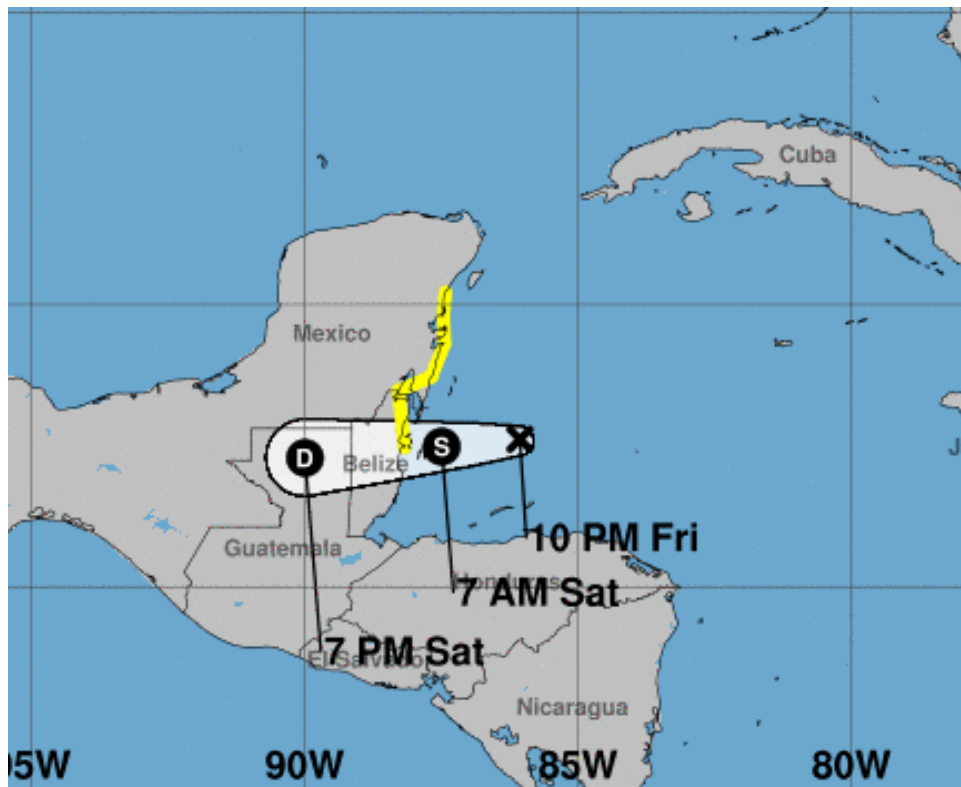 Cuba
Mexico
S
D
Belize
10 PM Fri
Guatemala
Honduras
7 AM Sat
7 PM Sat
El Salvador
Nicaragua
05W
90W
85W
80W
J